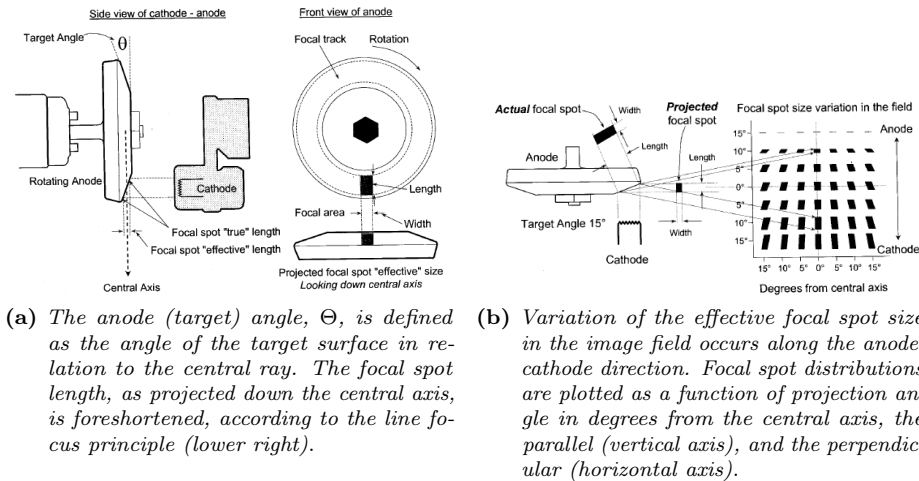 Side view of cathode - anode
Front view of anode
Target Angle
θ
Focal track
Rotation
Rotating Anode
Cathode
Length
Focal area
Width
Focal spot "true" length
Focal spot "effective" length
Central Axis
Projected focal spot "effective" size
Looking down central axis
Actual focal spot
Width
Length
Projected
focal spot
Length
Anode
Target Angle 15°
Width
Cathode
Focal spot size variation in the field
Anode
15°
10°
5°
0°
5°
10°
15°
Cathode
15° 10° 5° 0° 5° 10° 15°
Degrees from central axis
(a) The anode (target) angle, Θ, is defined
as the angle of the target surface in re-
lation to the central ray. The focal spot
length, as projected down the central axis,
is foreshortened, according to the line fo-
cus principle (lower right).
(b) Variation of the effective focal spot size
in the image field occurs along the anode-
cathode direction. Focal spot distributions
are plotted as a function of projection an-
gle in degrees from the central axis, the
parallel (vertical axis), and the perpendic-
ular (horizontal axis).